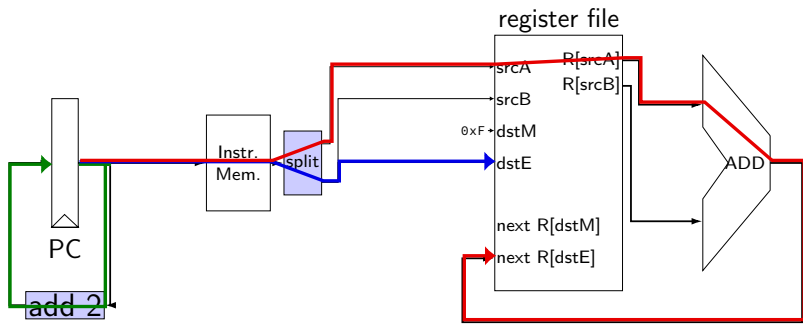 register file
srcA
R[srcA]
R[srcB]
srcB
0xF
dstM
Instr.
Mem.
split
dstE
ADD
next R[dstM]
PC
next R[dstE]
add 2